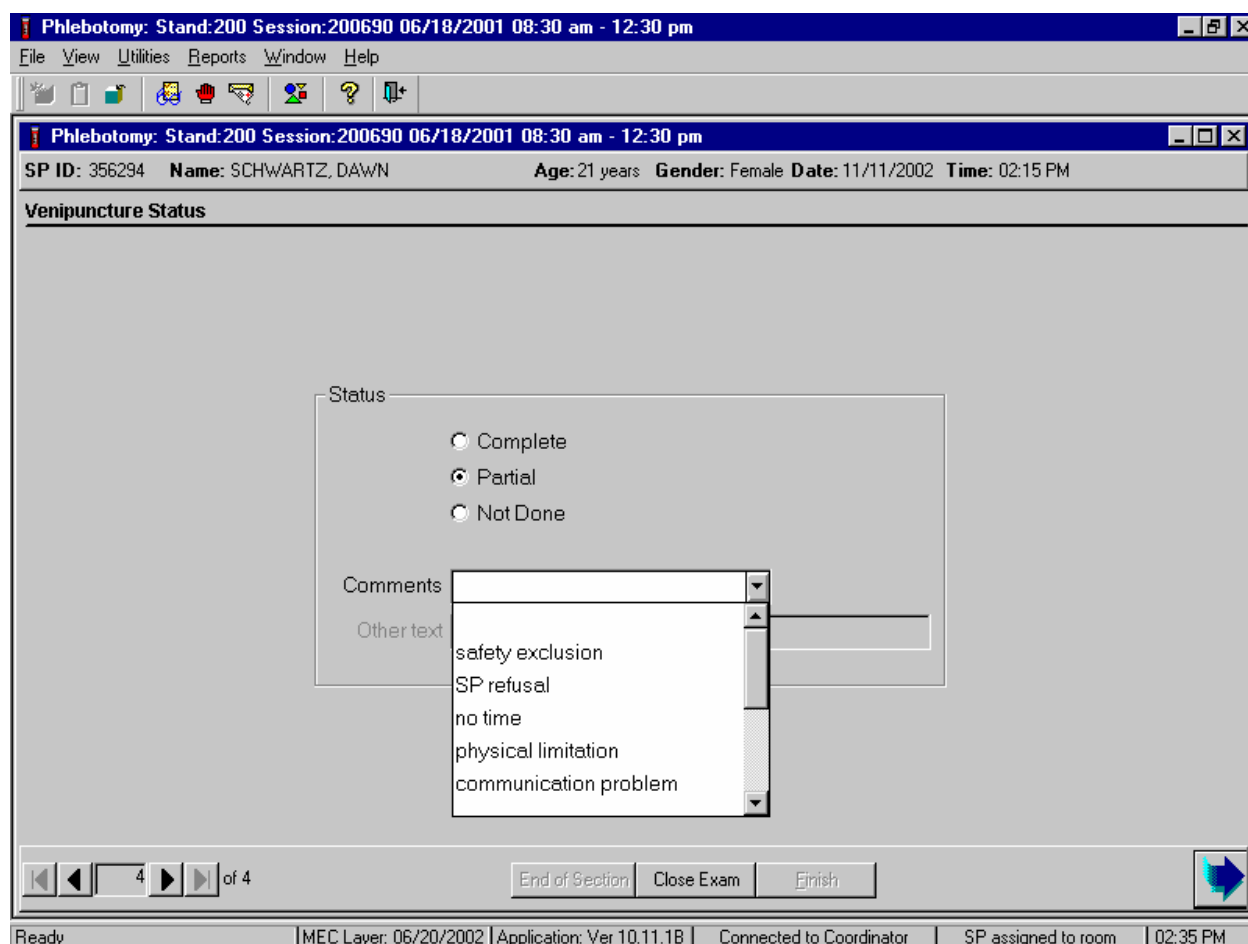 Phlebotomy: Stand:200 Session:200690 06/18/2001 08:30 am - 12:30 pm
File View Utilities Reports Window Help
Phlebotomy: Stand:200 Session:200690 06/18/2001 08:30 am - 12:30 pm
SP ID: 356294 Name: SCHWARTZ, DAWN Age: 21 years Gender: Female Date: 11/11/2002 Time: 02:15 PM
Venipuncture Status
Status
Complete
Partial
Not Done
Comments
Other text
safety exclusion
SP refusal
no time
physical limitation
communication problem
4 of 4 End of Section Close Exam Finish
Ready MEC Layer: 06/20/2002 Application: Ver 10.11.1B Connected to Coordinator SP assigned to room 02:35 PM